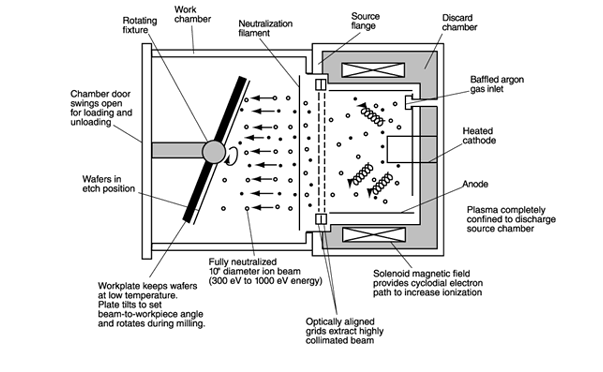 Work
chamber
Rotating
fixture
Neutralization
filament
Source
flange
Discard
chamber
Baffled argon
gas inlet
Chamber door
swings open
for loading and
unloading
Heated
cathode
Wafers in
etch position
Anode
Plasma completely
confined to discharge
source chamber
Fully neutralized
10" diameter ion beam
(300 eV to 1000 eV energy)
Solenoid magnetic field
provides cyclodial electron
path to increase ionization
Workplate keeps wafers
at low temperature.
Plate tilts to set
beam-to-workpiece angle
and rotates during milling.
Optically aligned
grids extract highly
collimated beam